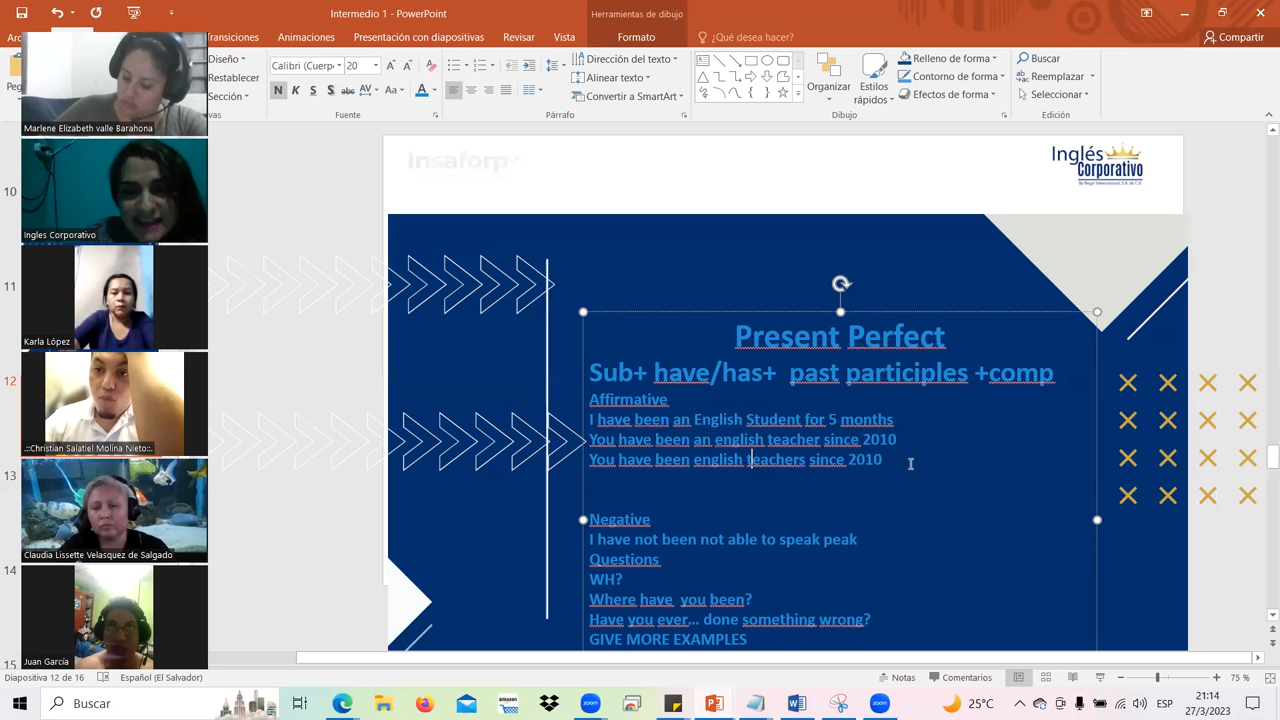 Intermedio 1 - PowerPoint
Herramientas de dibujo
Transiciones
Animaciones
Presentación con diapositivas
Revisar
Vista
Formato
¿Qué desea hacer?
Compartir
Diseño
Restablecer
Sección
Calibri (Cuerp
20
N K S S abc AV Aa A
Dirección del texto
Alinear texto
Convertir a SmartArt
Organizar
Estilos
rápidos
Relleno de forma
Contorno de forma
Efectos de forma
Buscar
Reemplazar
Seleccionar
Fuente
Párrafo
Dibujo
Edición
Marlene Elizabeth valle Barahona
Ingles Corporativo
Karla López
.::Christian Salatiel Molina Nieto::.
Claudia Lissette Velasquez de Salgado
Juan García
10
11
12
13
14
15
Insaforp
Inglés
Corporativo
Present Perfect
Sub+ have/has+ past participles +comp
Affirmative
I have been an English Student for 5 months
You have been an english teacher since 2010
You have been english teachers since 2010
Negative
I have not been not able to speak peak
Questions
WH?
Where have you been?
Have you ever... done something wrong?
GIVE MORE EXAMPLES
Diapositiva 12 de 16
Español (El Salvador)
Notas
Comentarios
75 %
Buscar
25°C
ESP
21:14
27/3/2023